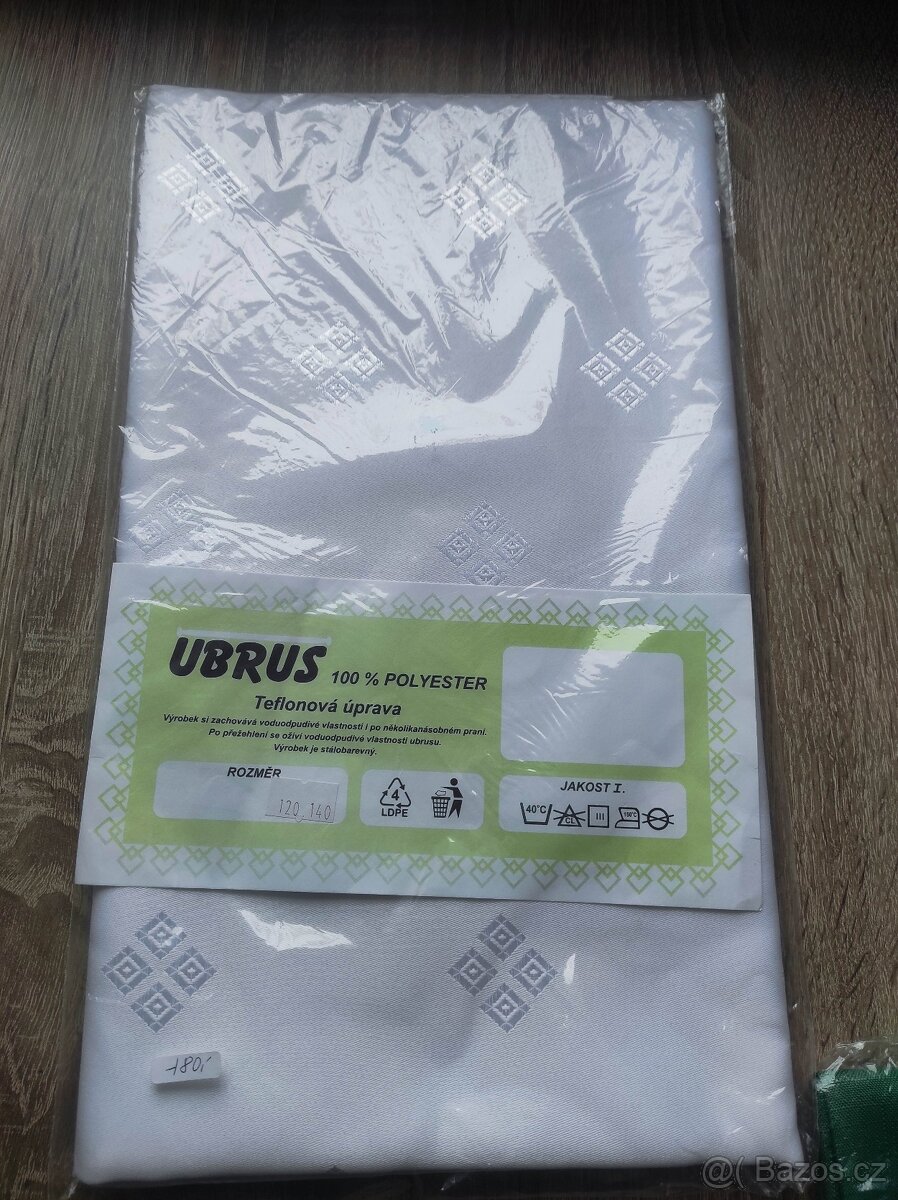 UBRUS 100 % POLYESTER
Teflonová úprava
Výrobek si zachovává voduodpudivé vlastnosti i po několikanásobném praní.
Po přežehlení se oživí voduodpudivé vlastnosti ubrusu.
Výrobek je stálobarevný.
ROZMĚR
120 140
4
LDPE
JAKOST I.
40°C
CL
150°C
180,-
@( Bazos.cz